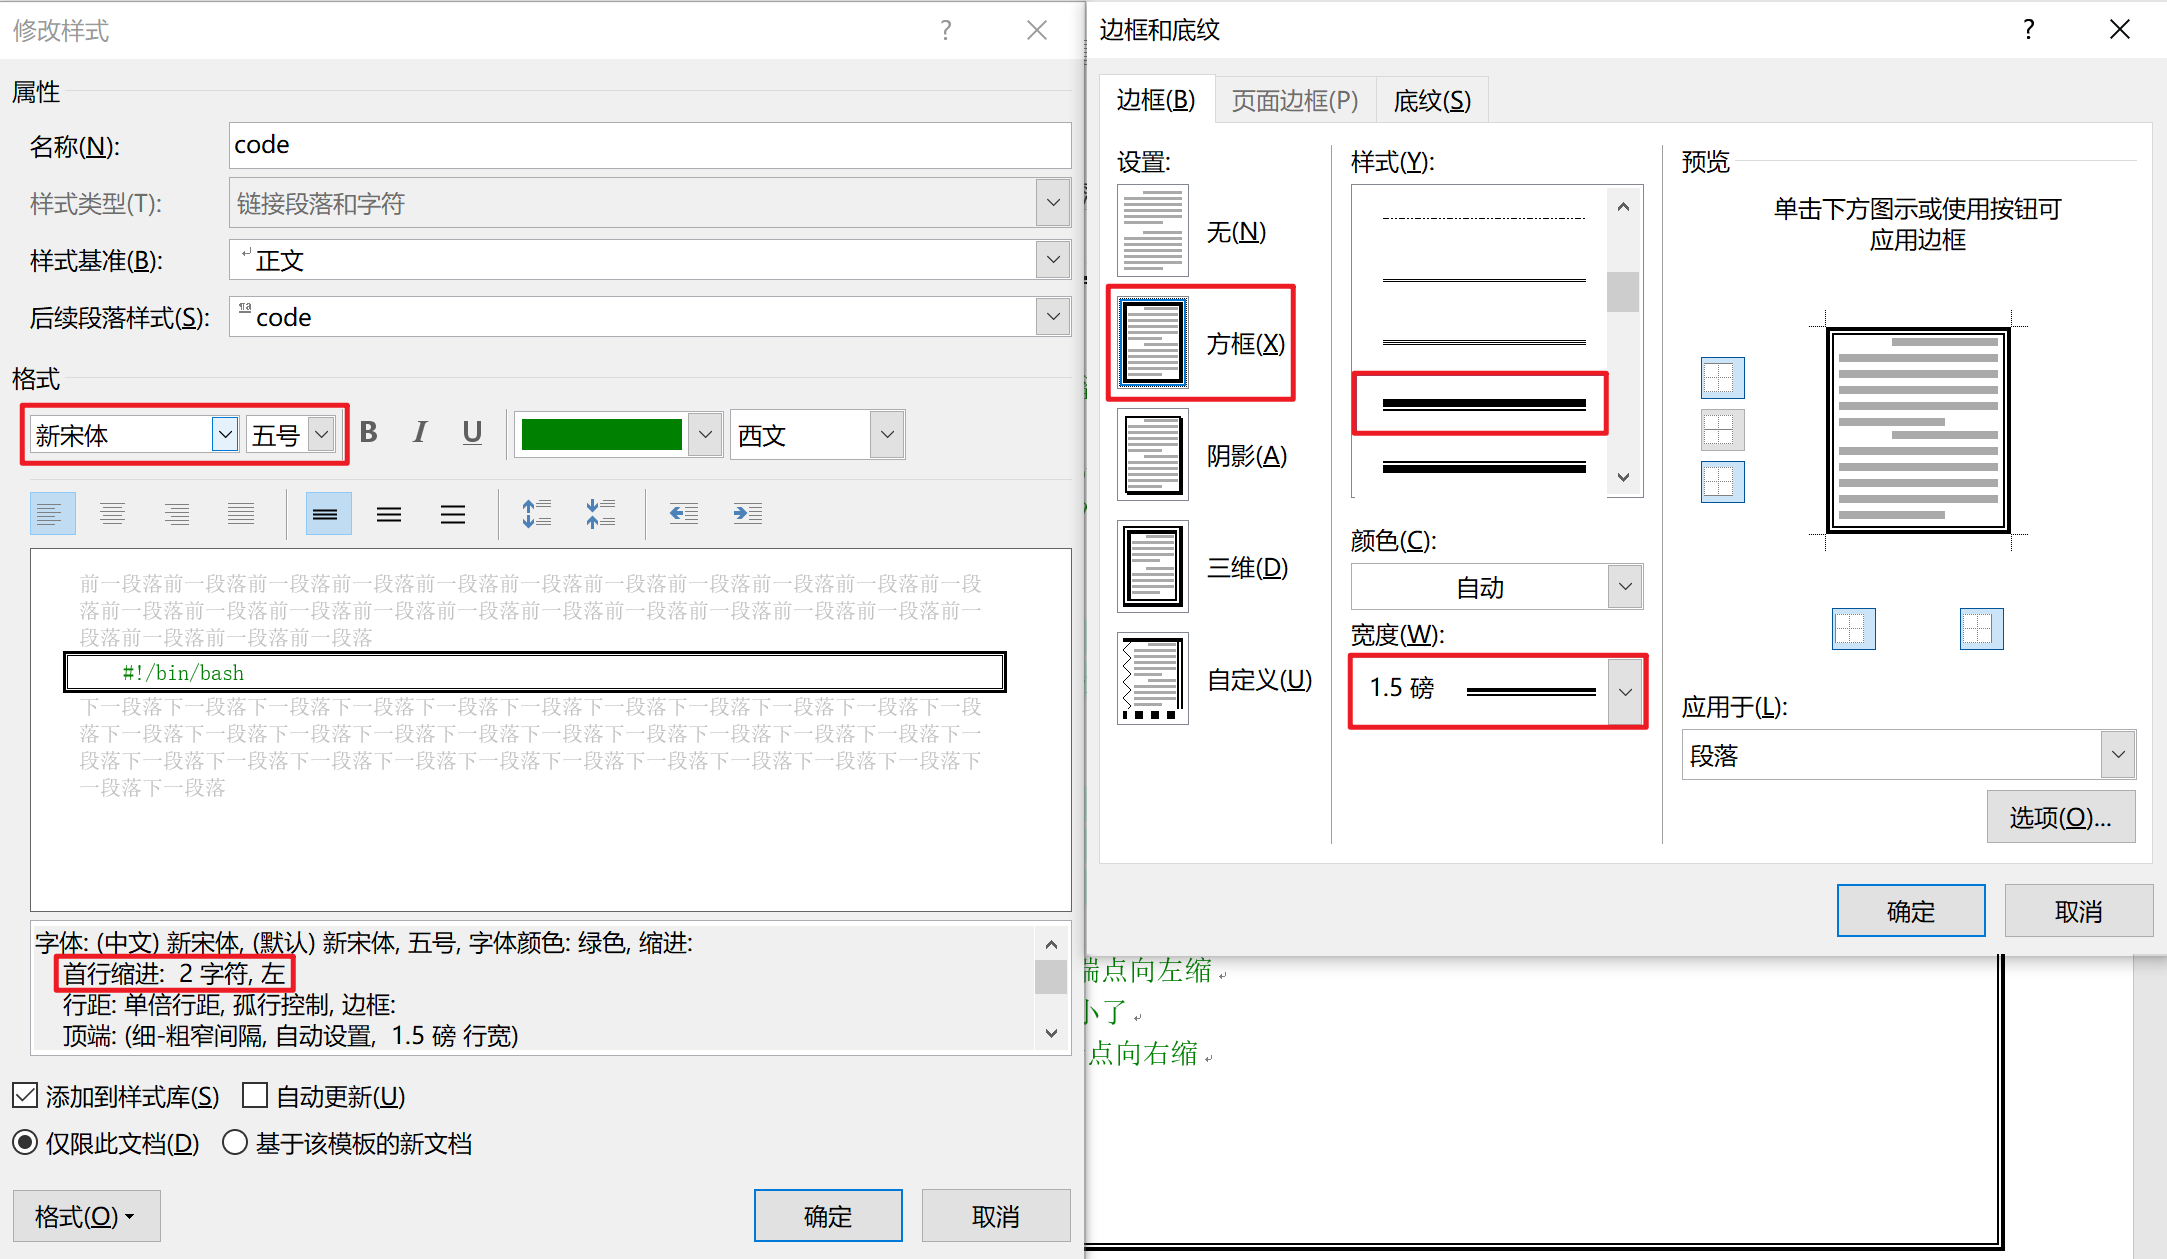 修改样式
?
属性
名称(N):
code
样式类型(T):
链接段落和字符
样式基准(B):
正文
后续段落样式(S):
code
格式
新宋体
五号
B
I
U
西文
前一段落前一段落前一段落前一段落前一段落前一段落前一段落前一段落前一段落前一段落前一段
落前一段落前一段落前一段落前一段落前一段落前一段落前一段落前一段落前一段落前一段落前一
段落前一段落前一段落前一段落
#!/bin/bash
下一段落下一段落下一段落下一段落下一段落下一段落下一段落下一段落下一段落下一段落下一段
落下一段落下一段落下一段落下一段落下一段落下一段落下一段落下一段落下一段落下一段落下一
段落下一段落下一段落下一段落下一段落下一段落下一段落下一段落下一段落下一段落下一段落下
一段落下一段落
字体: (中文) 新宋体, (默认) 新宋体, 五号, 字体颜色: 绿色, 缩进:
首行缩进: 2 字符, 左
行距: 单倍行距, 孤行控制, 边框:
顶端: (细-粗窄间隔, 自动设置, 1.5 磅 行宽)
添加到样式库(S)
自动更新(U)
仅限此文档(D)
基于该模板的新文档
格式(O)
确定
取消
边框和底纹
?
边框(B)
页面边框(P)
底纹(S)
设置:
无(N)
方框(X)
阴影(A)
三维(D)
自定义(U)
样式(Y):
颜色(C):
自动
宽度(W):
1.5 磅
预览
单击下方图示或使用按钮可
应用边框
应用于(L):
段落
选项(O)...
确定
取消
端点向左缩
小了
点向右缩